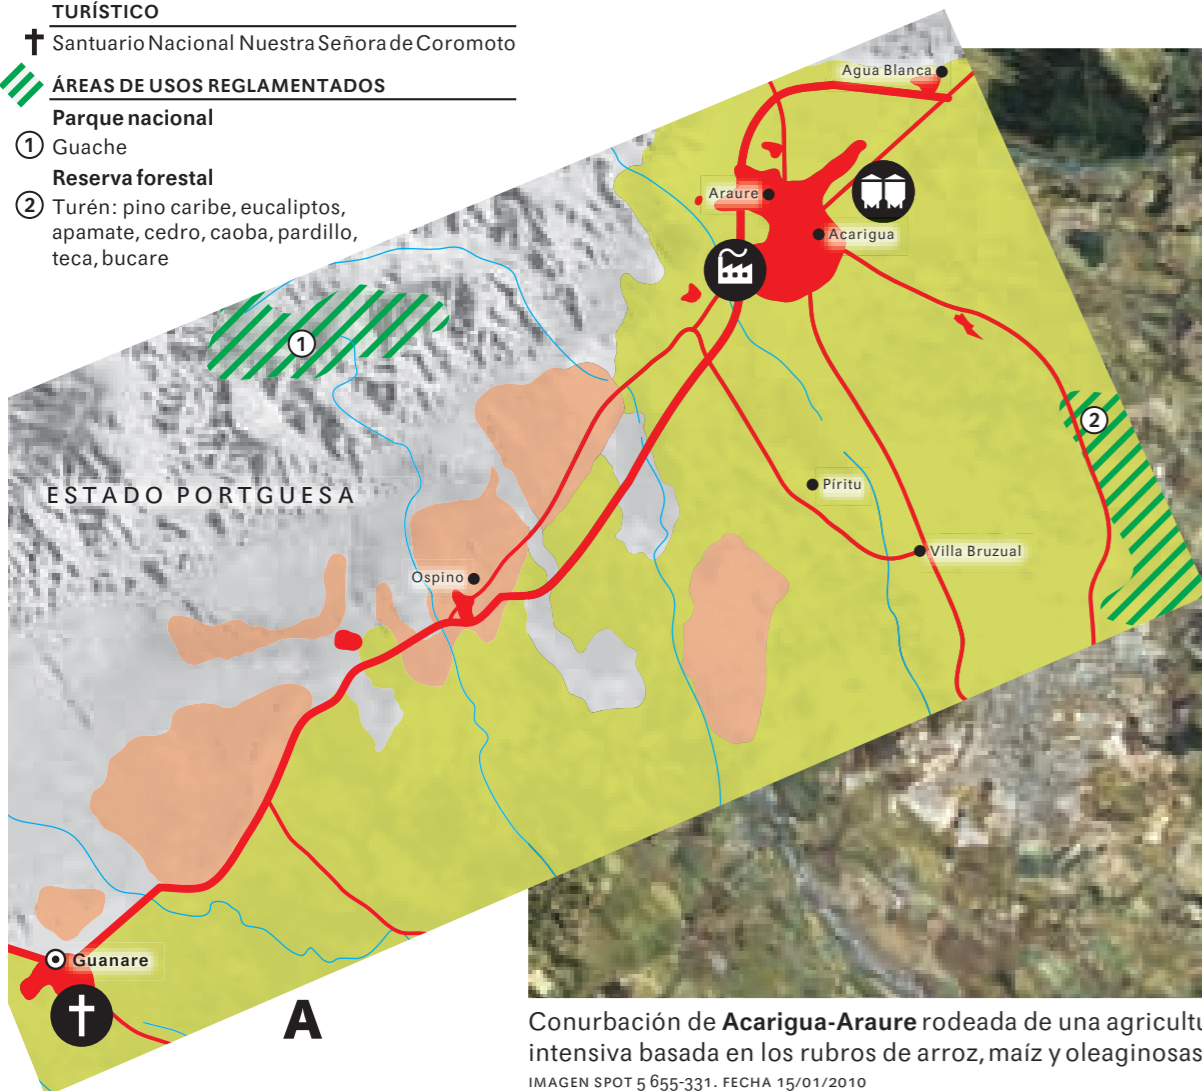 TURÍSTICO
Santuario Nacional Nuestra Señora de Coromoto
ÁREAS DE USOS REGLAMENTADOS
Parque nacional
1 Guache
Reserva forestal
2 Turén: pino caribe, eucaliptos,
apamate, cedro, caoba, pardillo,
teca, bucare
Agua Blanca
Araure
Acarigua
1
2
ESTADO PORTGUESA
Píritu
Villa Bruzual
Ospino
Guanare
A
Conurbación de Acarigua-Araure rodeada de una agricultu
intensiva basada en los rubros de arroz, maíz y oleaginosas
IMAGEN SPOT 5 655-331. FECHA 15/01/2010